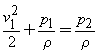 v₁²/2 + p₁/ρ = p₂/ρ